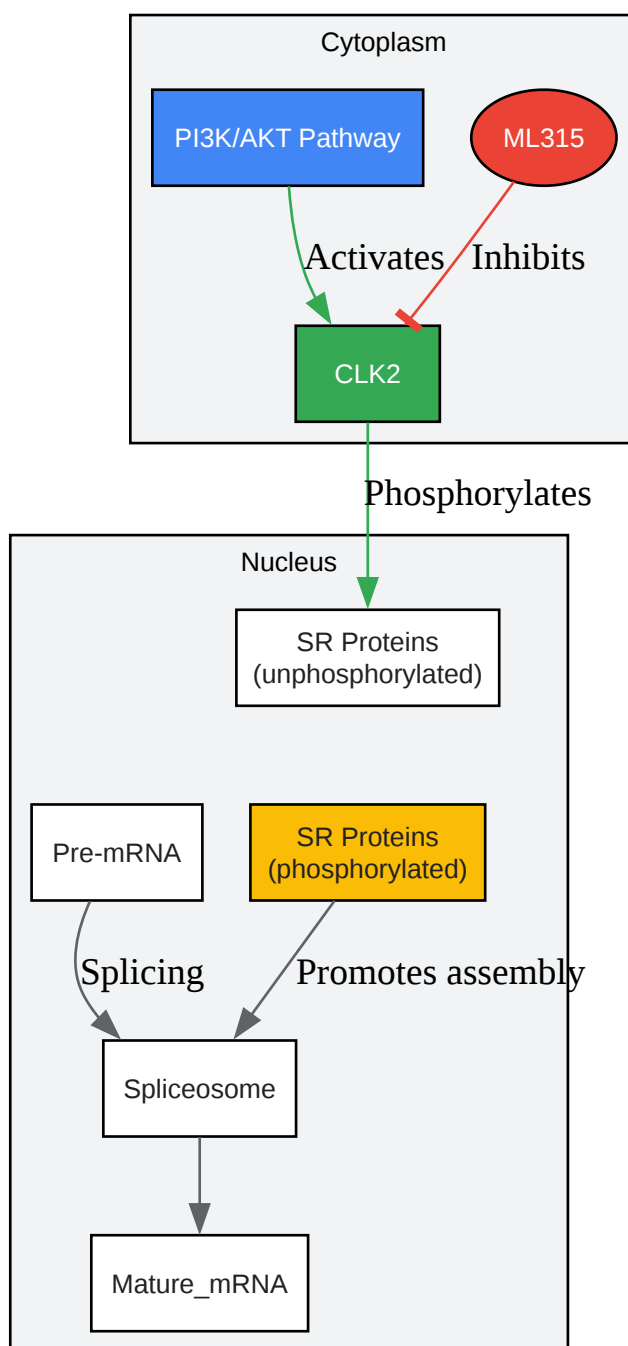 Cytoplasm
PI3K/AKT Pathway
ML315
Activates
Inhibits
CLK2
Phosphorylates
Nucleus
SR Proteins
(unphosphorylated)
Pre-mRNA
SR Proteins
(phosphorylated)
Splicing
Promotes assembly
Spliceosome
Mature_mRNA